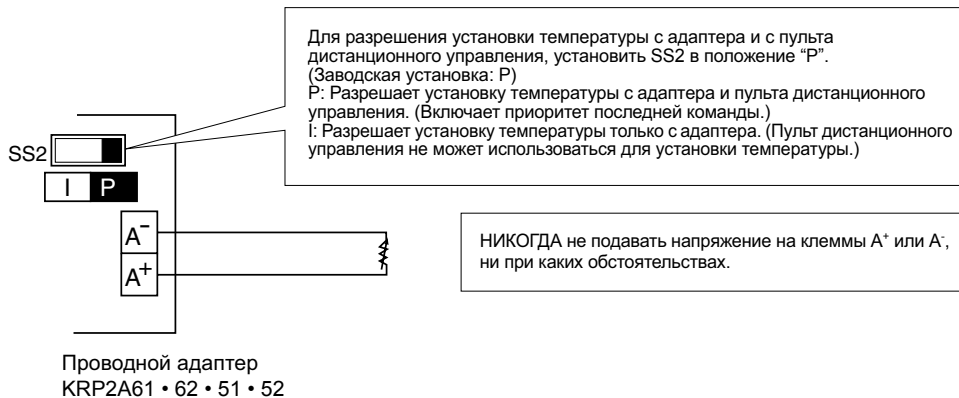 Для разрешения установки температуры с адаптера и с пульта
дистанционного управления, установить SS2 в положение “P”.
(Заводская установка: P)
P: Разрешает установку температуры с адаптера и пульта дистанционного
управления. (Включает приоритет последней команды.)
I: Разрешает установку температуры только с адаптера. (Пульт дистанционного
управления не может использоваться для установки температуры.)
SS2
I P
A⁻
A⁺
НИКОГДА не подавать напряжение на клеммы A⁺ или A⁻,
ни при каких обстоятельствах.
Проводной адаптер
KRP2A61 • 62 • 51 • 52